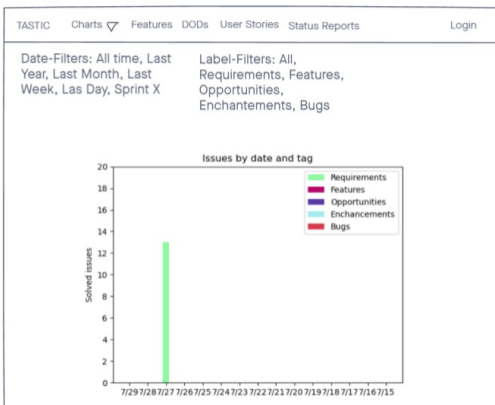 TASTIC Charts Features DODs User Stories Status Reports Login
Date-Filters: All time, Last
Year, Last Month, Last
Week, Las Day, Sprint X
Label-Filters: All,
Requirements, Features,
Opportunities,
Enchantements, Bugs
Issues by date and tag
Requirements
Features
Opportunities
Enchancements
Bugs
Solved issues
20
18
16
14
12
10
8
6
4
2
0
7/29 7/28 7/27 7/26 7/25 7/24 7/23 7/22 7/21 7/20 7/19 7/18 7/17 7/16 7/15